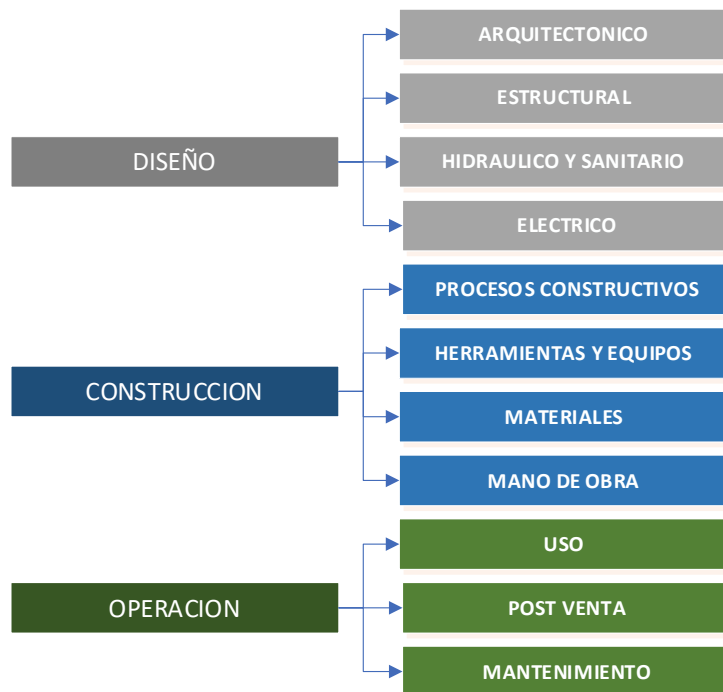 DISEÑO
ARQUITECTONICO
ESTRUCTURAL
HIDRAULICO Y SANITARIO
ELECTRICO
CONSTRUCCION
PROCESOS CONSTRUCTIVOS
HERRAMIENTAS Y EQUIPOS
MATERIALES
MANO DE OBRA
OPERACION
USO
POST VENTA
MANTENIMIENTO